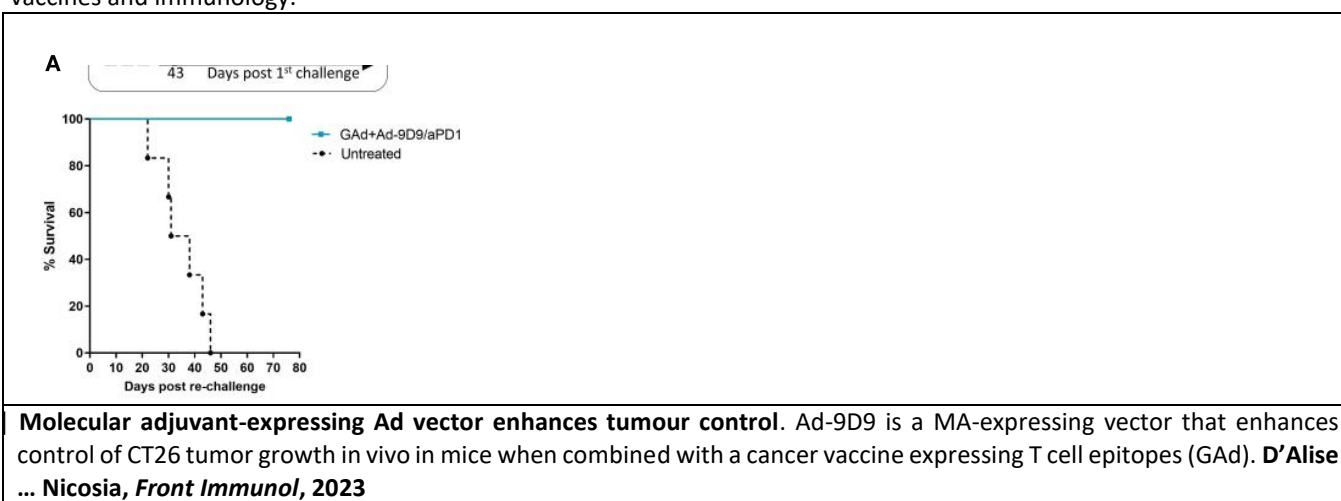 vaccines and immunology.
A
43 Days post 1st challenge
100
80
60
40
20
0
% Survival
0 10 20 30 40 50 60 70 80
Days post re-challenge
GAd+Ad-9D9/aPD1
Untreated
Molecular adjuvant-expressing Ad vector enhances tumour control. Ad-9D9 is a MA-expressing vector that enhances
control of CT26 tumor growth in vivo in mice when combined with a cancer vaccine expressing T cell epitopes (GAd). D’Alise
… Nicosia, Front Immunol, 2023